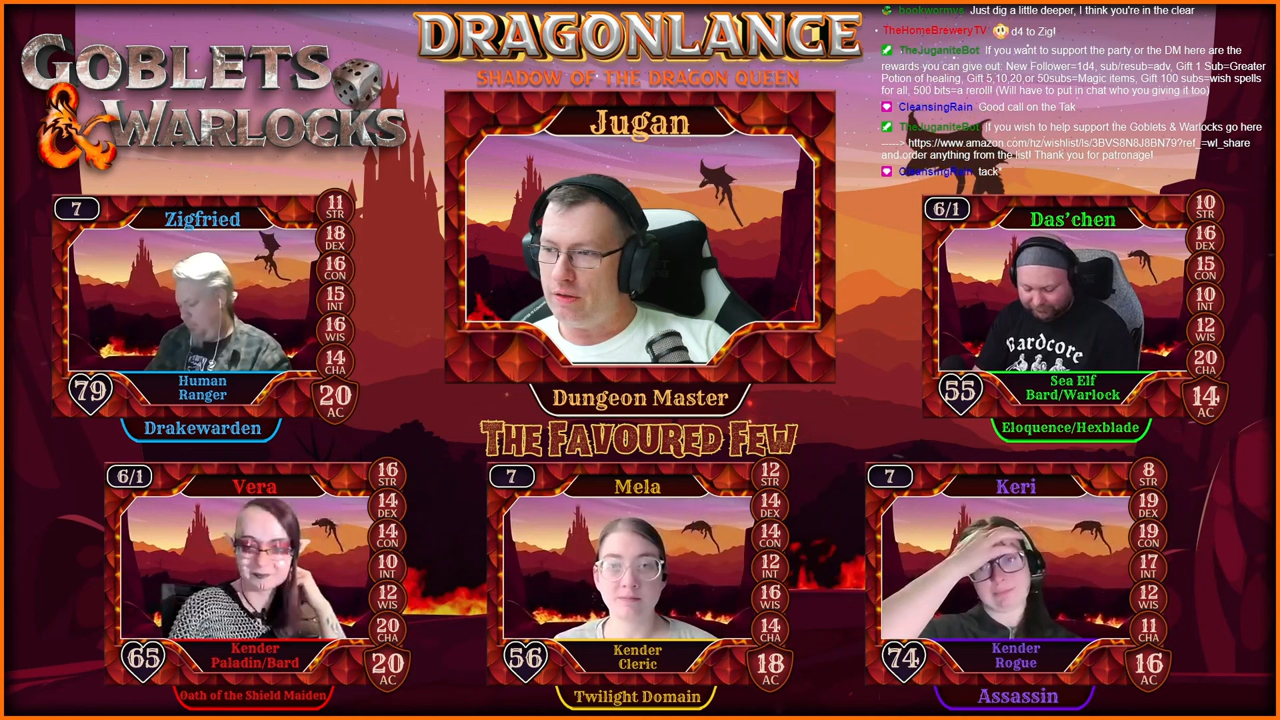 GOBLETS
& WARLOCKS
DRAGONLANCE
SHADOW OF THE DRAGON QUEEN
bookwormys Just dig a little deeper, I think you're in the clear
TheHomeBreweryTV d4 to Zig!
TheJuganiteBot If you want to support the party or the DM here are the
rewards you can give out: New Follower=1d4, sub/resub=adv, Gift 1 Sub=Greater
Potion of healing, Gift 5,10,20,or 50subs=Magic items, Gift 100 subs=wish spells
for all, 500 bits=a reroll! (Will have to put in chat who you giving it too)
CleansingRain Good call on the Tak
TheJuganiteBot If you wish to help support the Goblets & Warlocks go here
-----> https://www.amazon.com/hz/wishlist/ls/3BVS8N8J8BN79?ref_=wl_share
and order anything from the list! Thank you for patronage!
CleansingRain tack*
Jugan
Dungeon Master
7
Zigfried
11
STR
18
DEX
16
CON
15
INT
16
WIS
14
CHA
79
Human
Ranger
20
AC
Drakewarden
6/1
Das'chen
10
STR
16
DEX
15
CON
10
INT
12
WIS
20
CHA
Bardcore
55
Sea Elf
Bard/Warlock
14
AC
Eloquence/Hexblade
THE FAVOURED FEW
6/1
Vera
16
STR
14
DEX
14
CON
10
INT
12
WIS
20
CHA
65
Kender
Paladin/Bard
20
AC
Oath of the Shield Maiden
7
Mela
12
STR
14
DEX
14
CON
12
INT
16
WIS
14
CHA
56
Kender
Cleric
18
AC
Twilight Domain
7
Keri
8
STR
19
DEX
19
CON
17
INT
12
WIS
11
CHA
74
Kender
Rogue
16
AC
Assassin